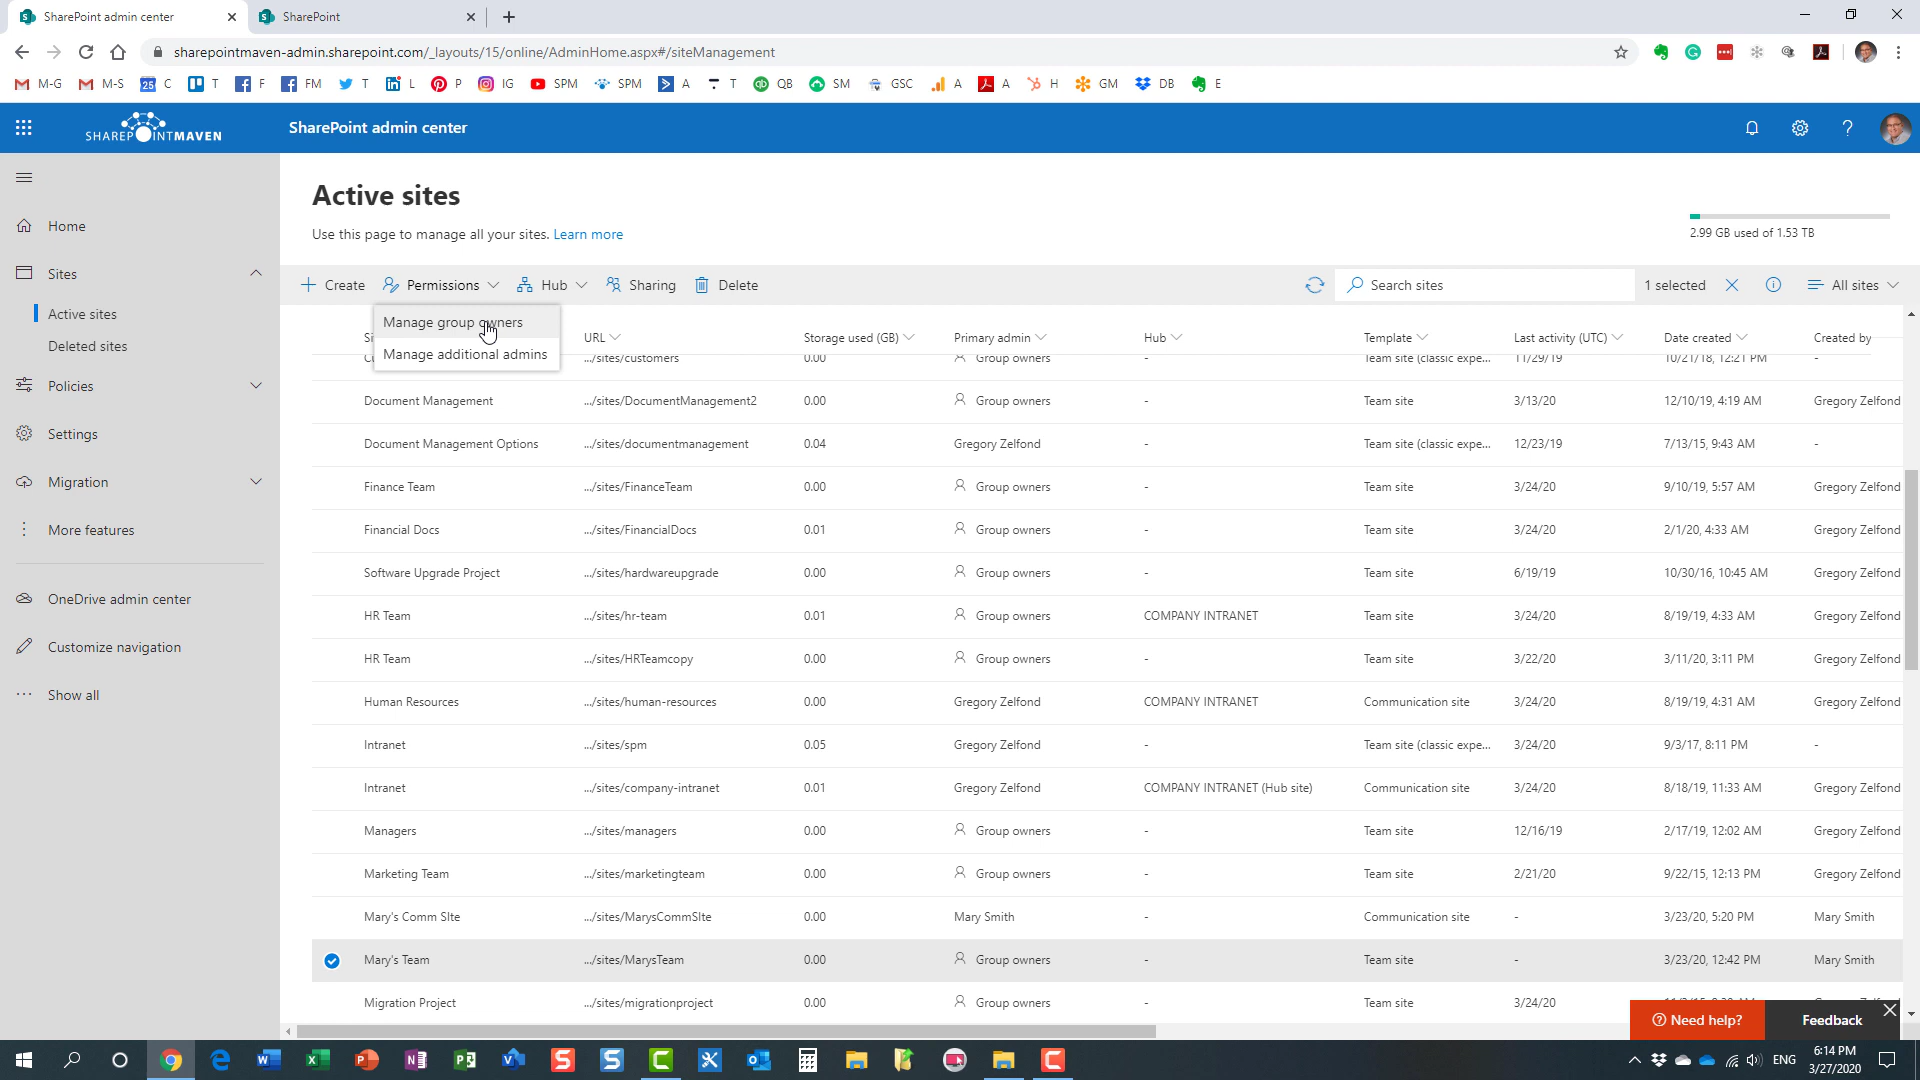 SharePoint admin center
SharePoint
sharepointmaven-admin.sharepoint.com/_layouts/15/online/AdminHome.aspx#/siteManagement
M-G M-S 25 C T F FM T L P IG SPM SPM A T QB SM GSC A A H GM DB E
SHAREPOINTMAVEN
SharePoint admin center
Active sites
Use this page to manage all your sites. Learn more
2.99 GB used of 1.53 TB
Home
Sites
Active sites
Deleted sites
Policies
Settings
Migration
More features
OneDrive admin center
Customize navigation
Show all
Create Permissions Hub Sharing Delete Search sites 1 selected All sites
Manage group owners
Manage additional admins
URL Storage used (GB) Primary admin Hub Template Last activity (UTC) Date created Created by
.../sites/customers 0.00 Group owners - Team site (classic expe... 11/29/19 10/21/18, 12:21 PM -
Document Management .../sites/DocumentManagement2 0.00 Group owners - Team site 3/13/20 12/10/19, 4:19 AM Gregory Zelfond
Document Management Options .../sites/documentmanagement 0.04 Gregory Zelfond - Team site (classic expe... 12/23/19 7/13/15, 9:43 AM -
Finance Team .../sites/FinanceTeam 0.00 Group owners - Team site 3/24/20 9/10/19, 5:57 AM Gregory Zelfond
Financial Docs .../sites/FinancialDocs 0.01 Group owners - Team site 3/24/20 2/1/20, 4:33 AM Gregory Zelfond
Software Upgrade Project .../sites/hardwareupgrade 0.00 Group owners - Team site 6/19/19 10/30/16, 10:45 AM Gregory Zelfond
HR Team .../sites/hr-team 0.01 Group owners COMPANY INTRANET Team site 3/24/20 8/19/19, 4:33 AM Gregory Zelfond
HR Team .../sites/HRTeamcopy 0.00 Group owners - Team site 3/22/20 3/11/20, 3:11 PM Gregory Zelfond
Human Resources .../sites/human-resources 0.00 Gregory Zelfond COMPANY INTRANET Communication site 3/24/20 8/19/19, 4:31 AM Gregory Zelfond
Intranet .../sites/spm 0.05 Gregory Zelfond - Team site (classic expe... 3/24/20 9/3/17, 8:11 PM -
Intranet .../sites/company-intranet 0.01 Gregory Zelfond COMPANY INTRANET (Hub site) Communication site 3/24/20 8/18/19, 11:33 AM Gregory Zelfond
Managers .../sites/managers 0.00 Group owners - Team site 12/16/19 2/17/19, 12:02 AM Gregory Zelfond
Marketing Team .../sites/marketingteam 0.00 Group owners - Team site 2/21/20 9/22/15, 12:13 PM Gregory Zelfond
Mary's Comm SIte .../sites/MarysCommSIte 0.00 Mary Smith - Communication site - 3/23/20, 5:20 PM Mary Smith
Mary's Team .../sites/MarysTeam 0.00 Group owners - Team site - 3/23/20, 12:42 PM Mary Smith
Migration Project .../sites/migrationproject 0.00 Group owners - Team site 3/24/20
Need help? Feedback
ENG 6:14 PM
3/27/2020